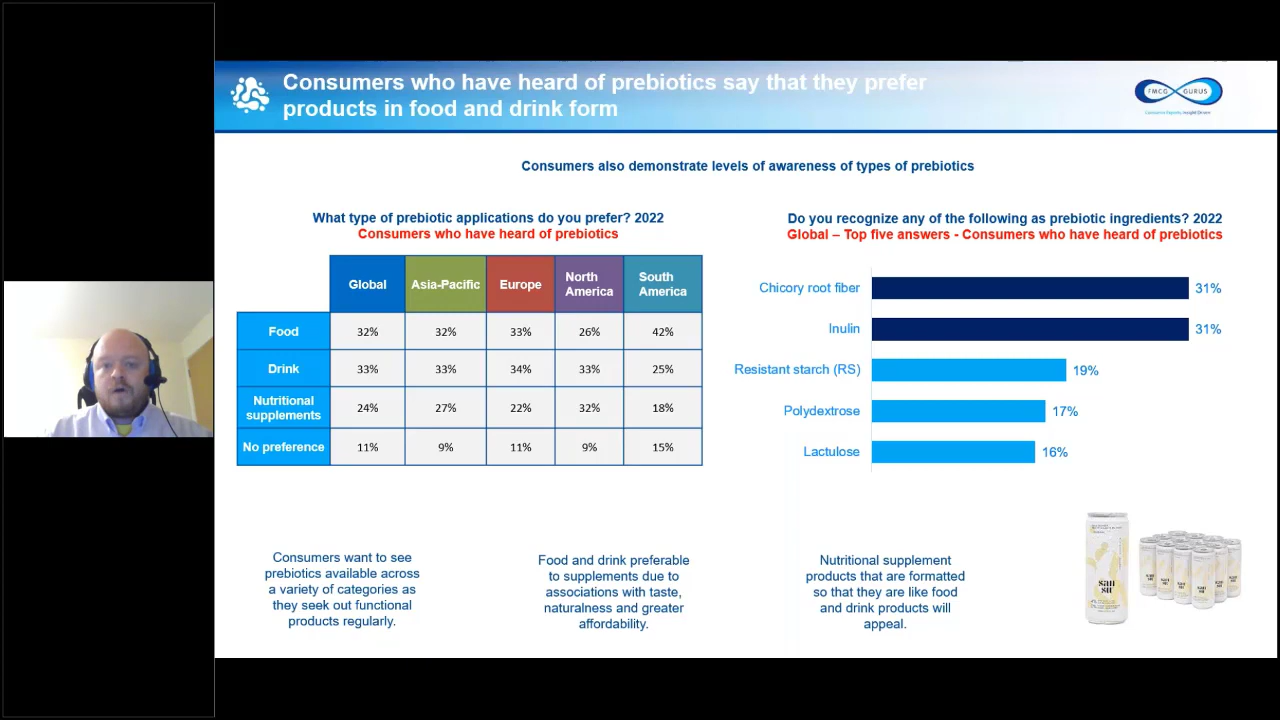 Consumers who have heard of prebiotics say that they prefer
products in food and drink form
FMCG GURUS
Consumers also demonstrate levels of awareness of types of prebiotics
What type of prebiotic applications do you prefer? 2022
Consumers who have heard of prebiotics
Global Asia-Pacific Europe North America South America
Food 32% 32% 33% 26% 42%
Drink 33% 33% 34% 33% 25%
Nutritional supplements 24% 27% 22% 32% 18%
No preference 11% 9% 11% 9% 15%
Do you recognize any of the following as prebiotic ingredients? 2022
Global – Top five answers - Consumers who have heard of prebiotics
Chicory root fiber 31%
Inulin 31%
Resistant starch (RS) 19%
Polydextrose 17%
Lactulose 16%
Consumers want to see
prebiotics available across
a variety of categories as
they seek out functional
products regularly.
Food and drink preferable
to supplements due to
associations with taste,
naturalness and greater
affordability.
Nutritional supplement
products that are formatted
so that they are like food
and drink products will
appeal.